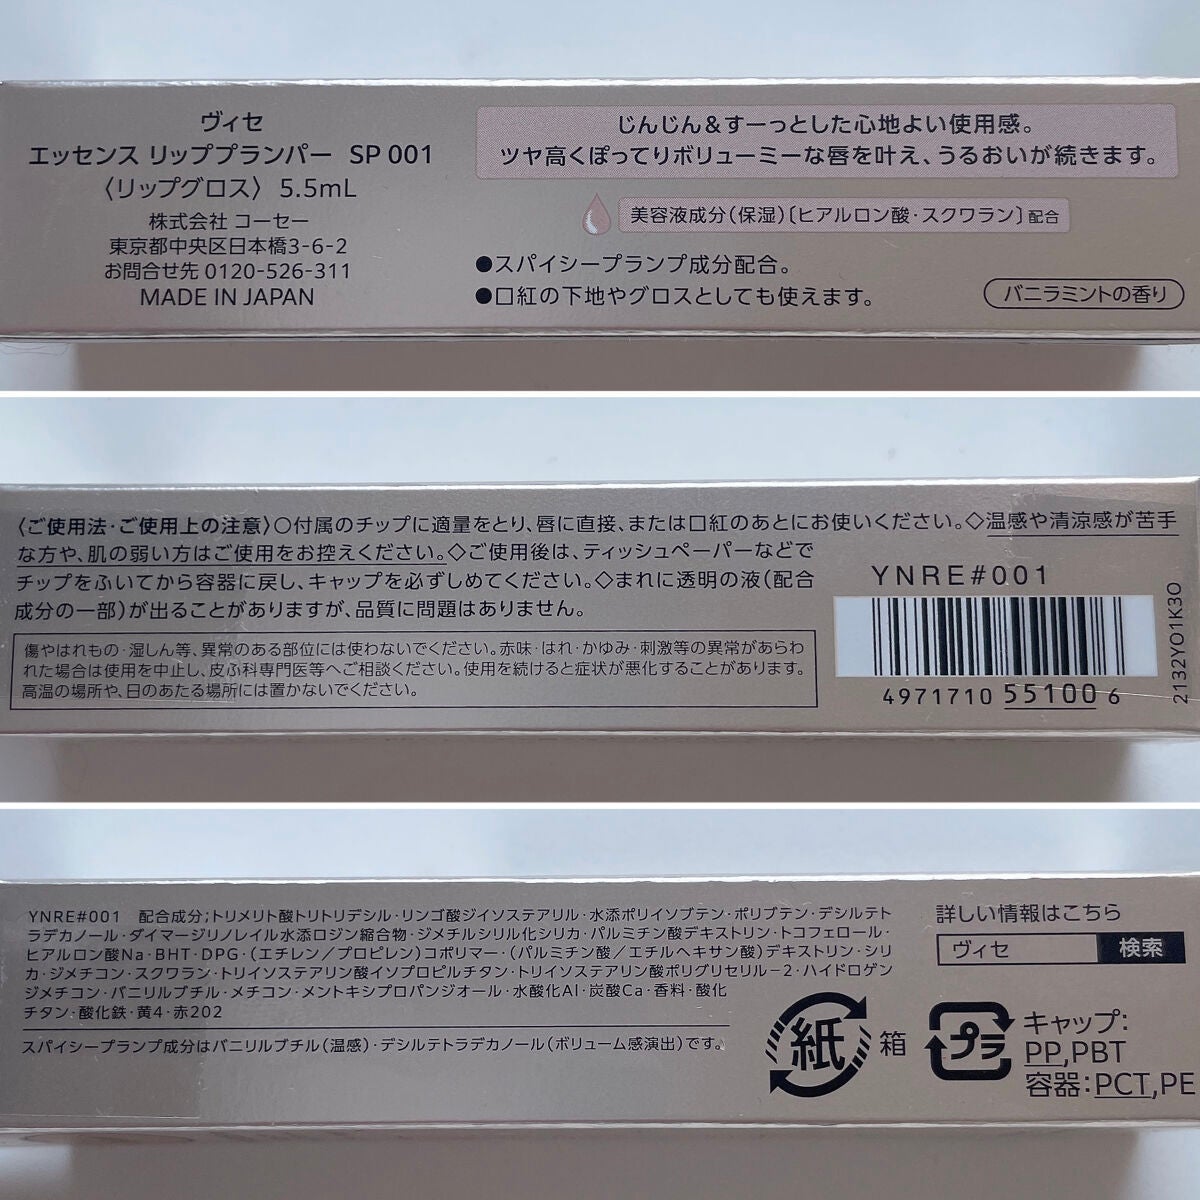 ヴィセ
エッセンス リッププランパー SP 001
〈リップグロス〉 5.5mL
株式会社 コーセー
東京都中央区日本橋3-6-2
お問合せ先 0120-526-311
MADE IN JAPAN
じんじん＆すーっとした心地よい使用感。
ツヤ高くぽってりボリューミーな唇を叶え、うるおいが続きます。
美容液成分(保湿)〔ヒアルロン酸・スクワラン〕配合
●スパイシープランプ成分配合。
●口紅の下地やグロスとしても使えます。
バニラミントの香り
〈ご使用法・ご使用上の注意〉○付属のチップに適量をとり、唇に直接、または口紅のあとにお使いください。◇温感や清涼感が苦手
な方や、肌の弱い方はご使用をお控えください。◇ご使用後は、ティッシュペーパーなどで
チップをふいてから容器に戻し、キャップを必ずしめてください。◇まれに透明の液(配合
成分の一部)が出ることがありますが、品質に問題はありません。
傷やはれもの・湿しん等、異常のある部位には使わないでください。赤味・はれ・かゆみ・刺激等の異常があらわ
れた場合は使用を中止し、皮ふ科専門医等へご相談ください。使用を続けると症状が悪化することがあります。
高温の場所や、日のあたる場所には置かないでください。
YNRE#001
4971710 55100 6
2132YO1K3O
YNRE#001 配合成分;トリメリト酸トリトリデシル・リンゴ酸ジイソステアリル・水添ポリイソブテン・ポリブテン・デシルテト
ラデカノール・ダイマージリノレイル水添ロジン縮合物・ジメチルシリル化シリカ・パルミチン酸デキストリン・トコフェロール・
ヒアルロン酸Na・BHT・DPG・(エチレン／プロピレン)コポリマー・(パルミチン酸／エチルヘキサン酸)デキストリン・シリ
カ・ジメチコン・スクワラン・トリイソステアリン酸イソプロピルチタン・トリイソステアリン酸ポリグリセリル－2・ハイドロゲン
ジメチコン・バニリルブチル・メチコン・メントキシプロパンジオール・水酸化Al・炭酸Ca・香料・酸化
チタン・酸化鉄・黄4・赤202
スパイシープランプ成分はバニリルブチル(温感)・デシルテトラデカノール(ボリューム感演出)です。
詳しい情報はこちら
ヴィセ 検索
紙 箱
プラ
キャップ:
PP,PBT
容器:PCT,PE